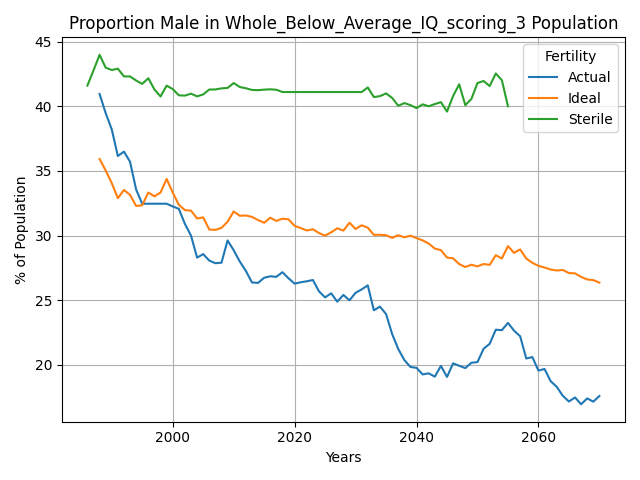 Proportion Male in Whole_Below_Average_IQ_scoring_3 Population
45
40
35
30
25
20
% of Population
2000
2020
2040
2060
Years
Fertility
Actual
Ideal
Sterile